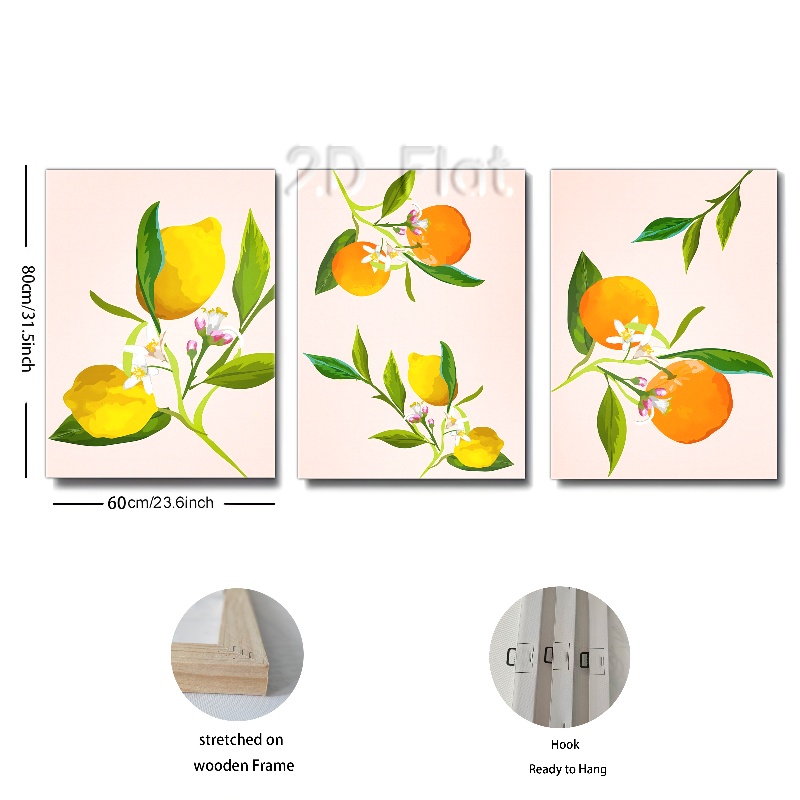 2D Flat
80cm/31.5inch
60cm/23.6inch
stretched on
wooden Frame
Hook
Ready to Hang